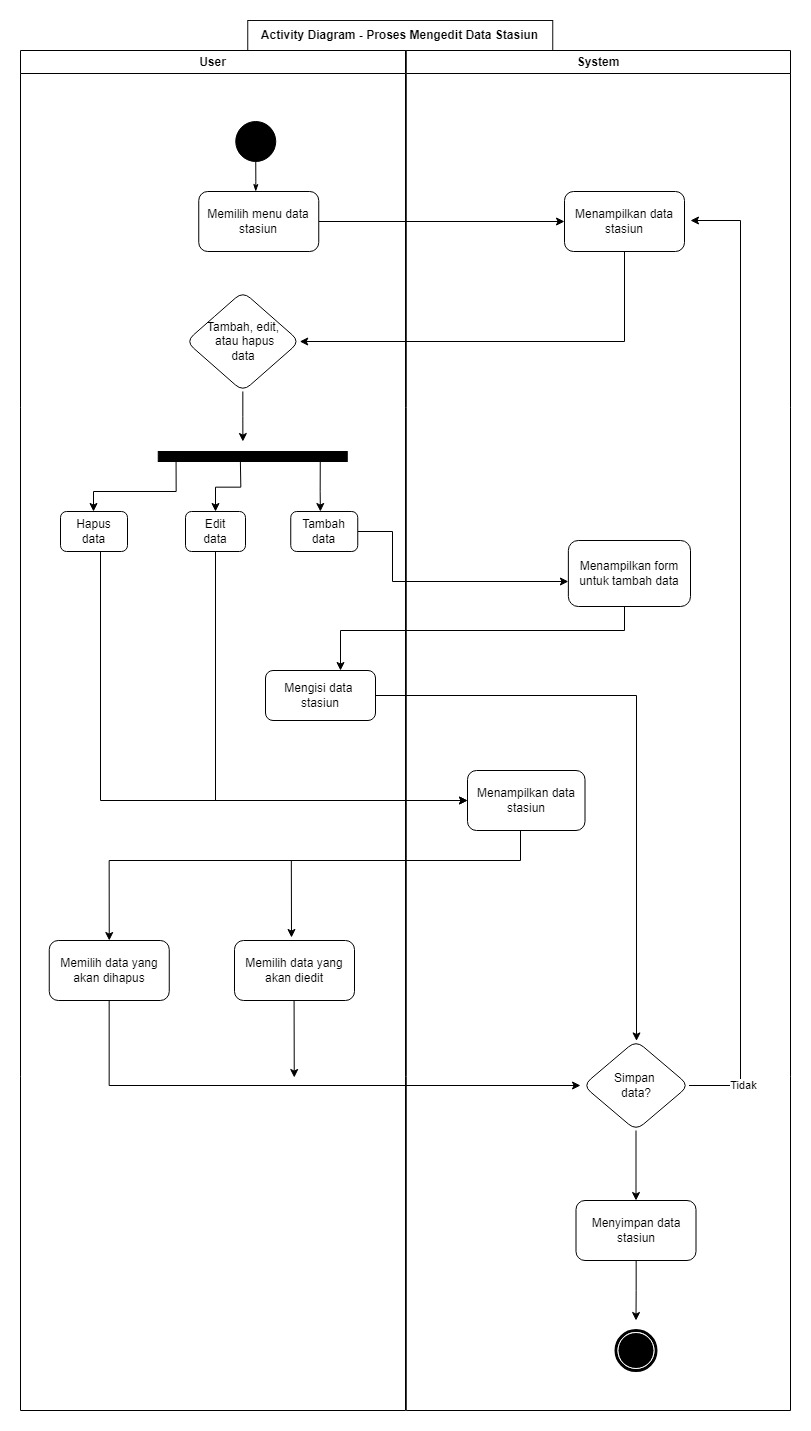 Activity Diagram - Proses Mengedit Data Stasiun
User
System
Memilih menu data
stasiun
Menampilkan data
stasiun
Tambah, edit,
atau hapus
data
Hapus
data
Edit
data
Tambah
data
Menampilkan form
untuk tambah data
Mengisi data
stasiun
Menampilkan data
stasiun
Memilih data yang
akan dihapus
Memilih data yang
akan diedit
Simpan
data?
Tidak
Menyimpan data
stasiun